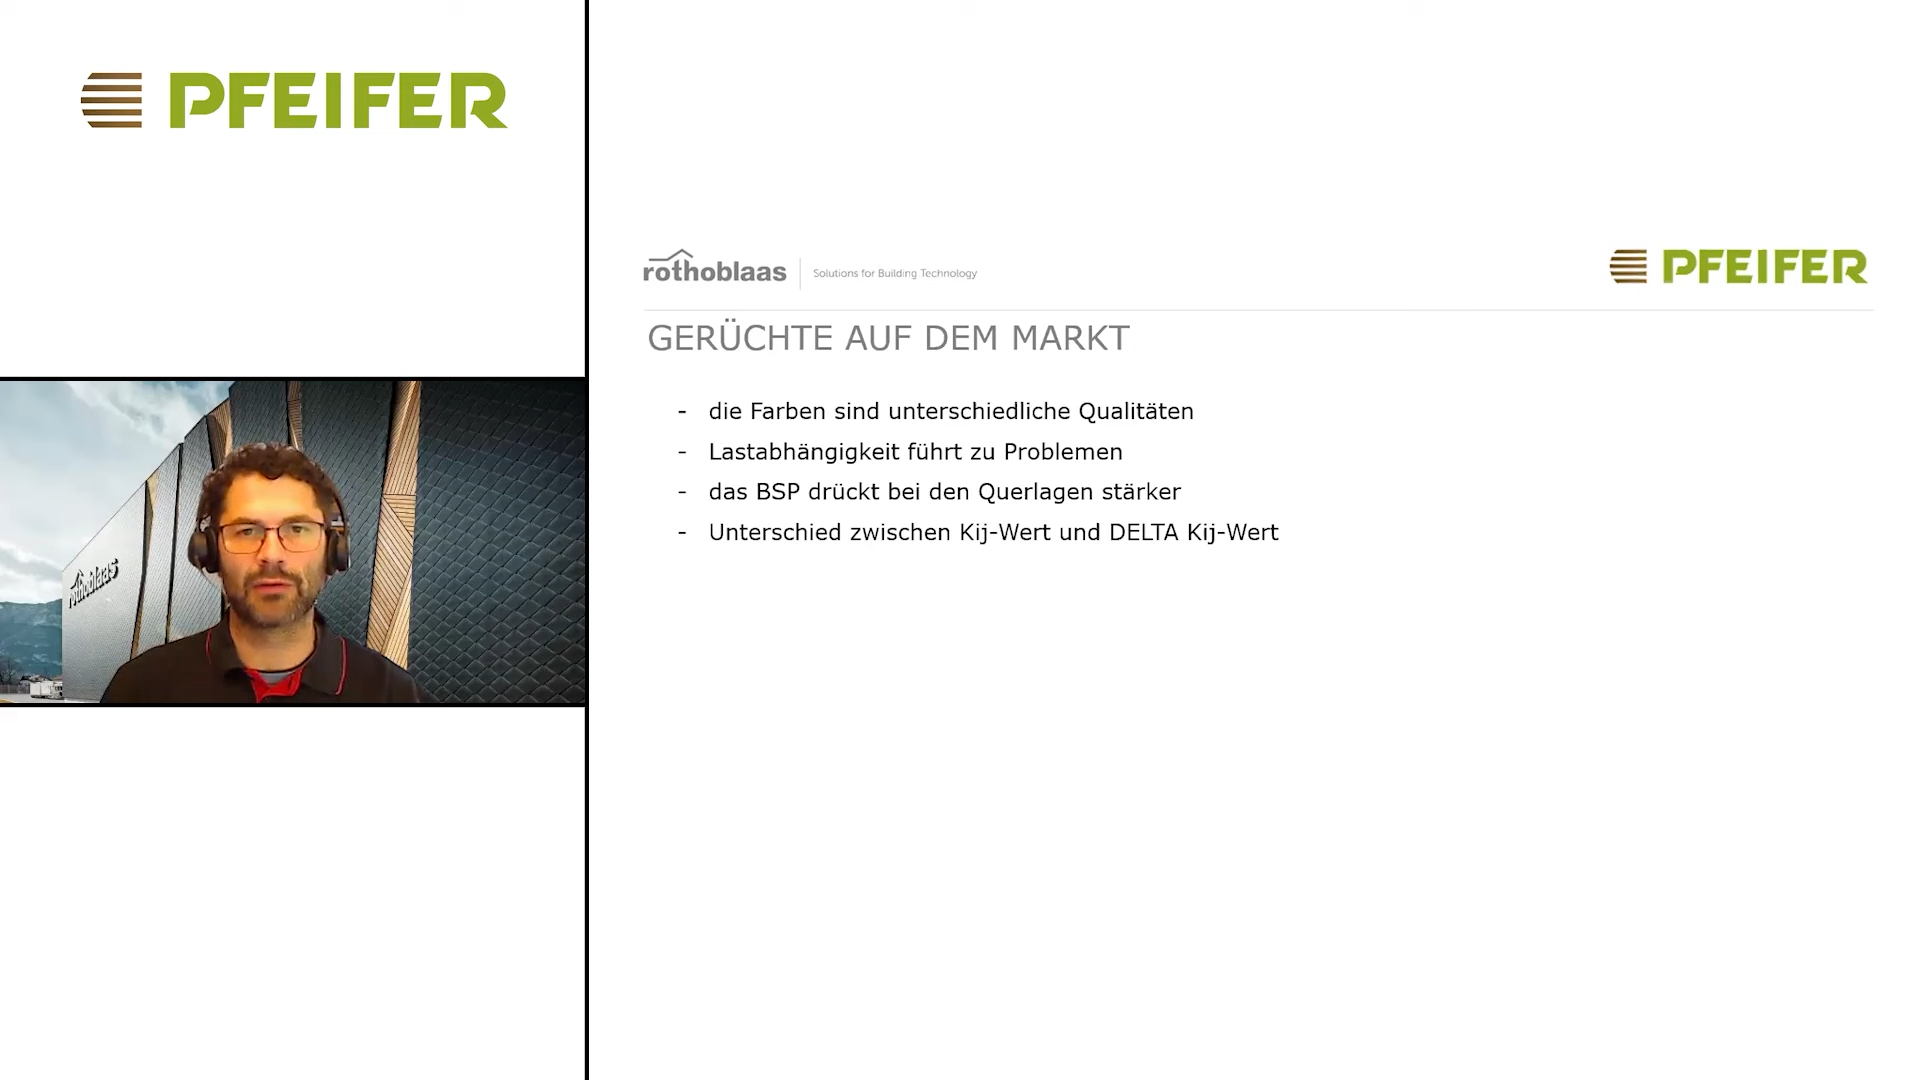 PFEIFER
rothoblaas
rothoblaas
Solutions for Building Technology
PFEIFER
GERÜCHTE AUF DEM MARKT
- die Farben sind unterschiedliche Qualitäten
- Lastabhängigkeit führt zu Problemen
- das BSP drückt bei den Querlagen stärker
- Unterschied zwischen Kij-Wert und DELTA Kij-Wert